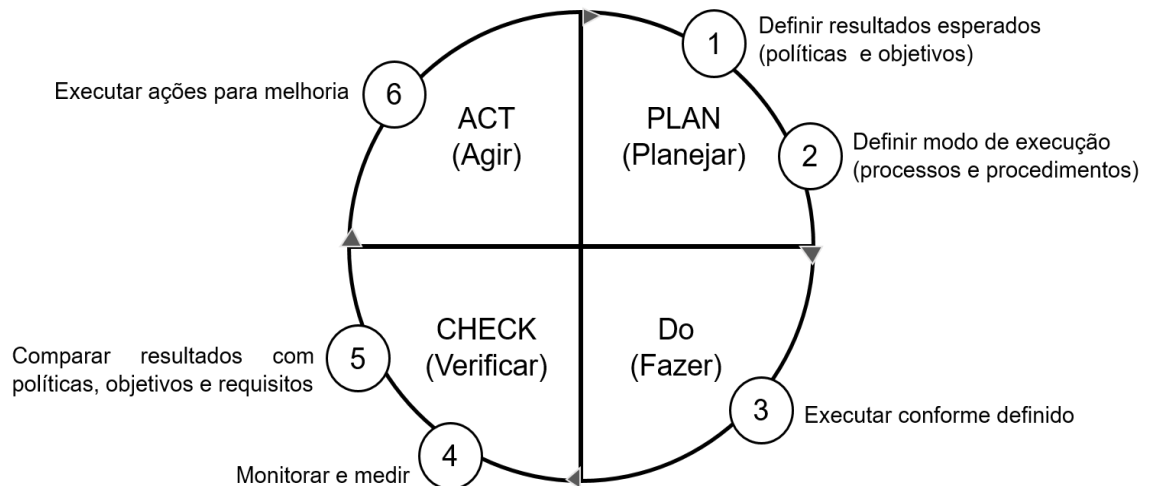 1
Definir resultados esperados
(políticas e objetivos)
6
Executar ações para melhoria
ACT
(Agir)
PLAN
(Planejar)
2
Definir modo de execução
(processos e procedimentos)
CHECK
(Verificar)
Do
(Fazer)
5
Comparar resultados com
políticas, objetivos e requisitos
3
Executar conforme definido
4
Monitorar e medir